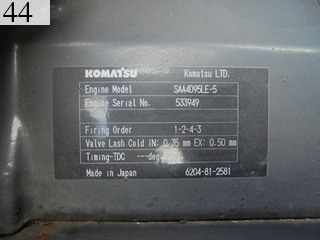 44
KOMATSU Komatsu LTD.
Engine Model SAA4D95LE-5
Engine Serial No. 533949
Firing Order 1-2-4-3
Valve Lash Cold IN: 0.35 mm EX: 0.50 mm
Timing-TDC ---deg
Made in Japan 6204-81-2581